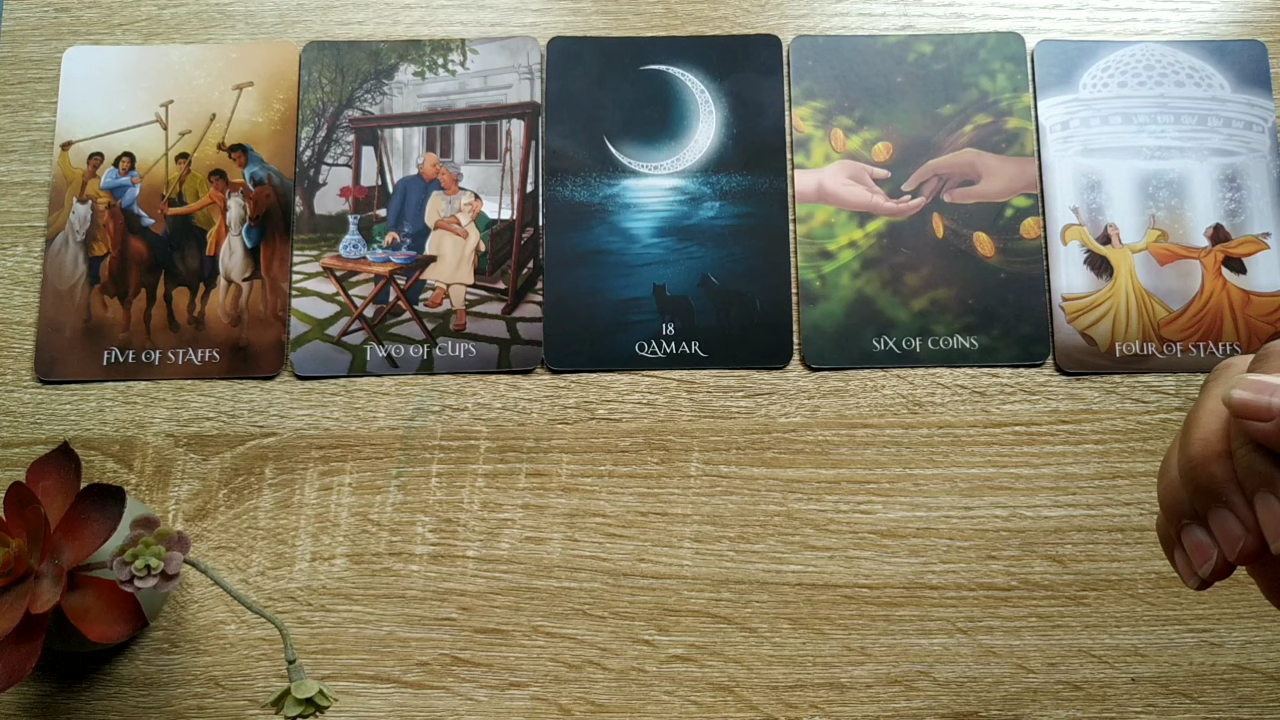 FIVE OF STAFFS
TWO OF CUPS
18
QAMAR
SIX OF COINS
FOUR OF STAFFS